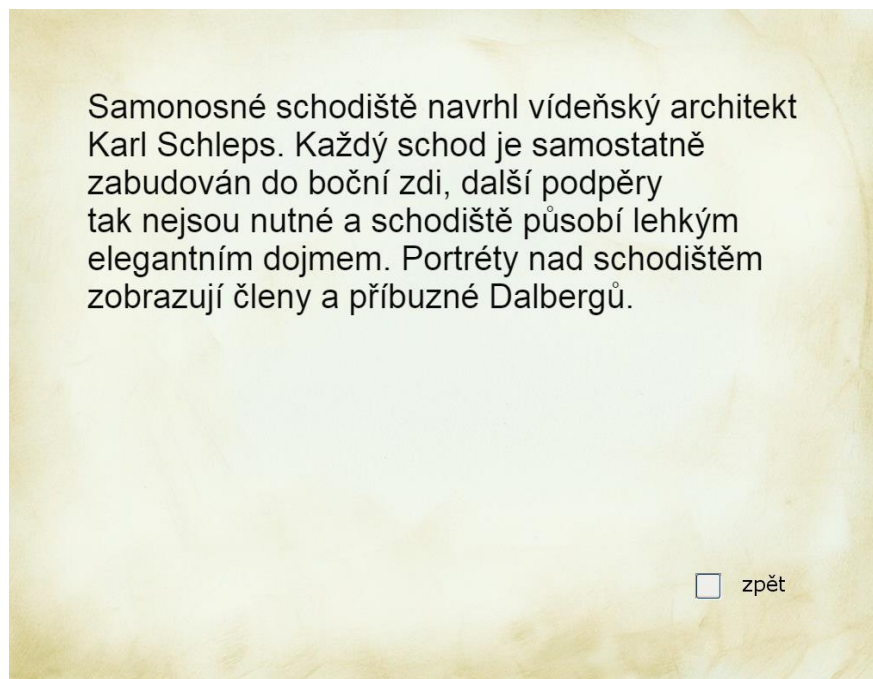 Samonosné schodiště navrhl vídeňský architekt
Karl Schleps. Každý schod je samostatně
zabudován do boční zdi, další podpěry
tak nejsou nutné a schodiště působí lehkým
elegantním dojmem. Portréty nad schodištěm
zobrazují členy a příbuzné Dalbergů.
zpět